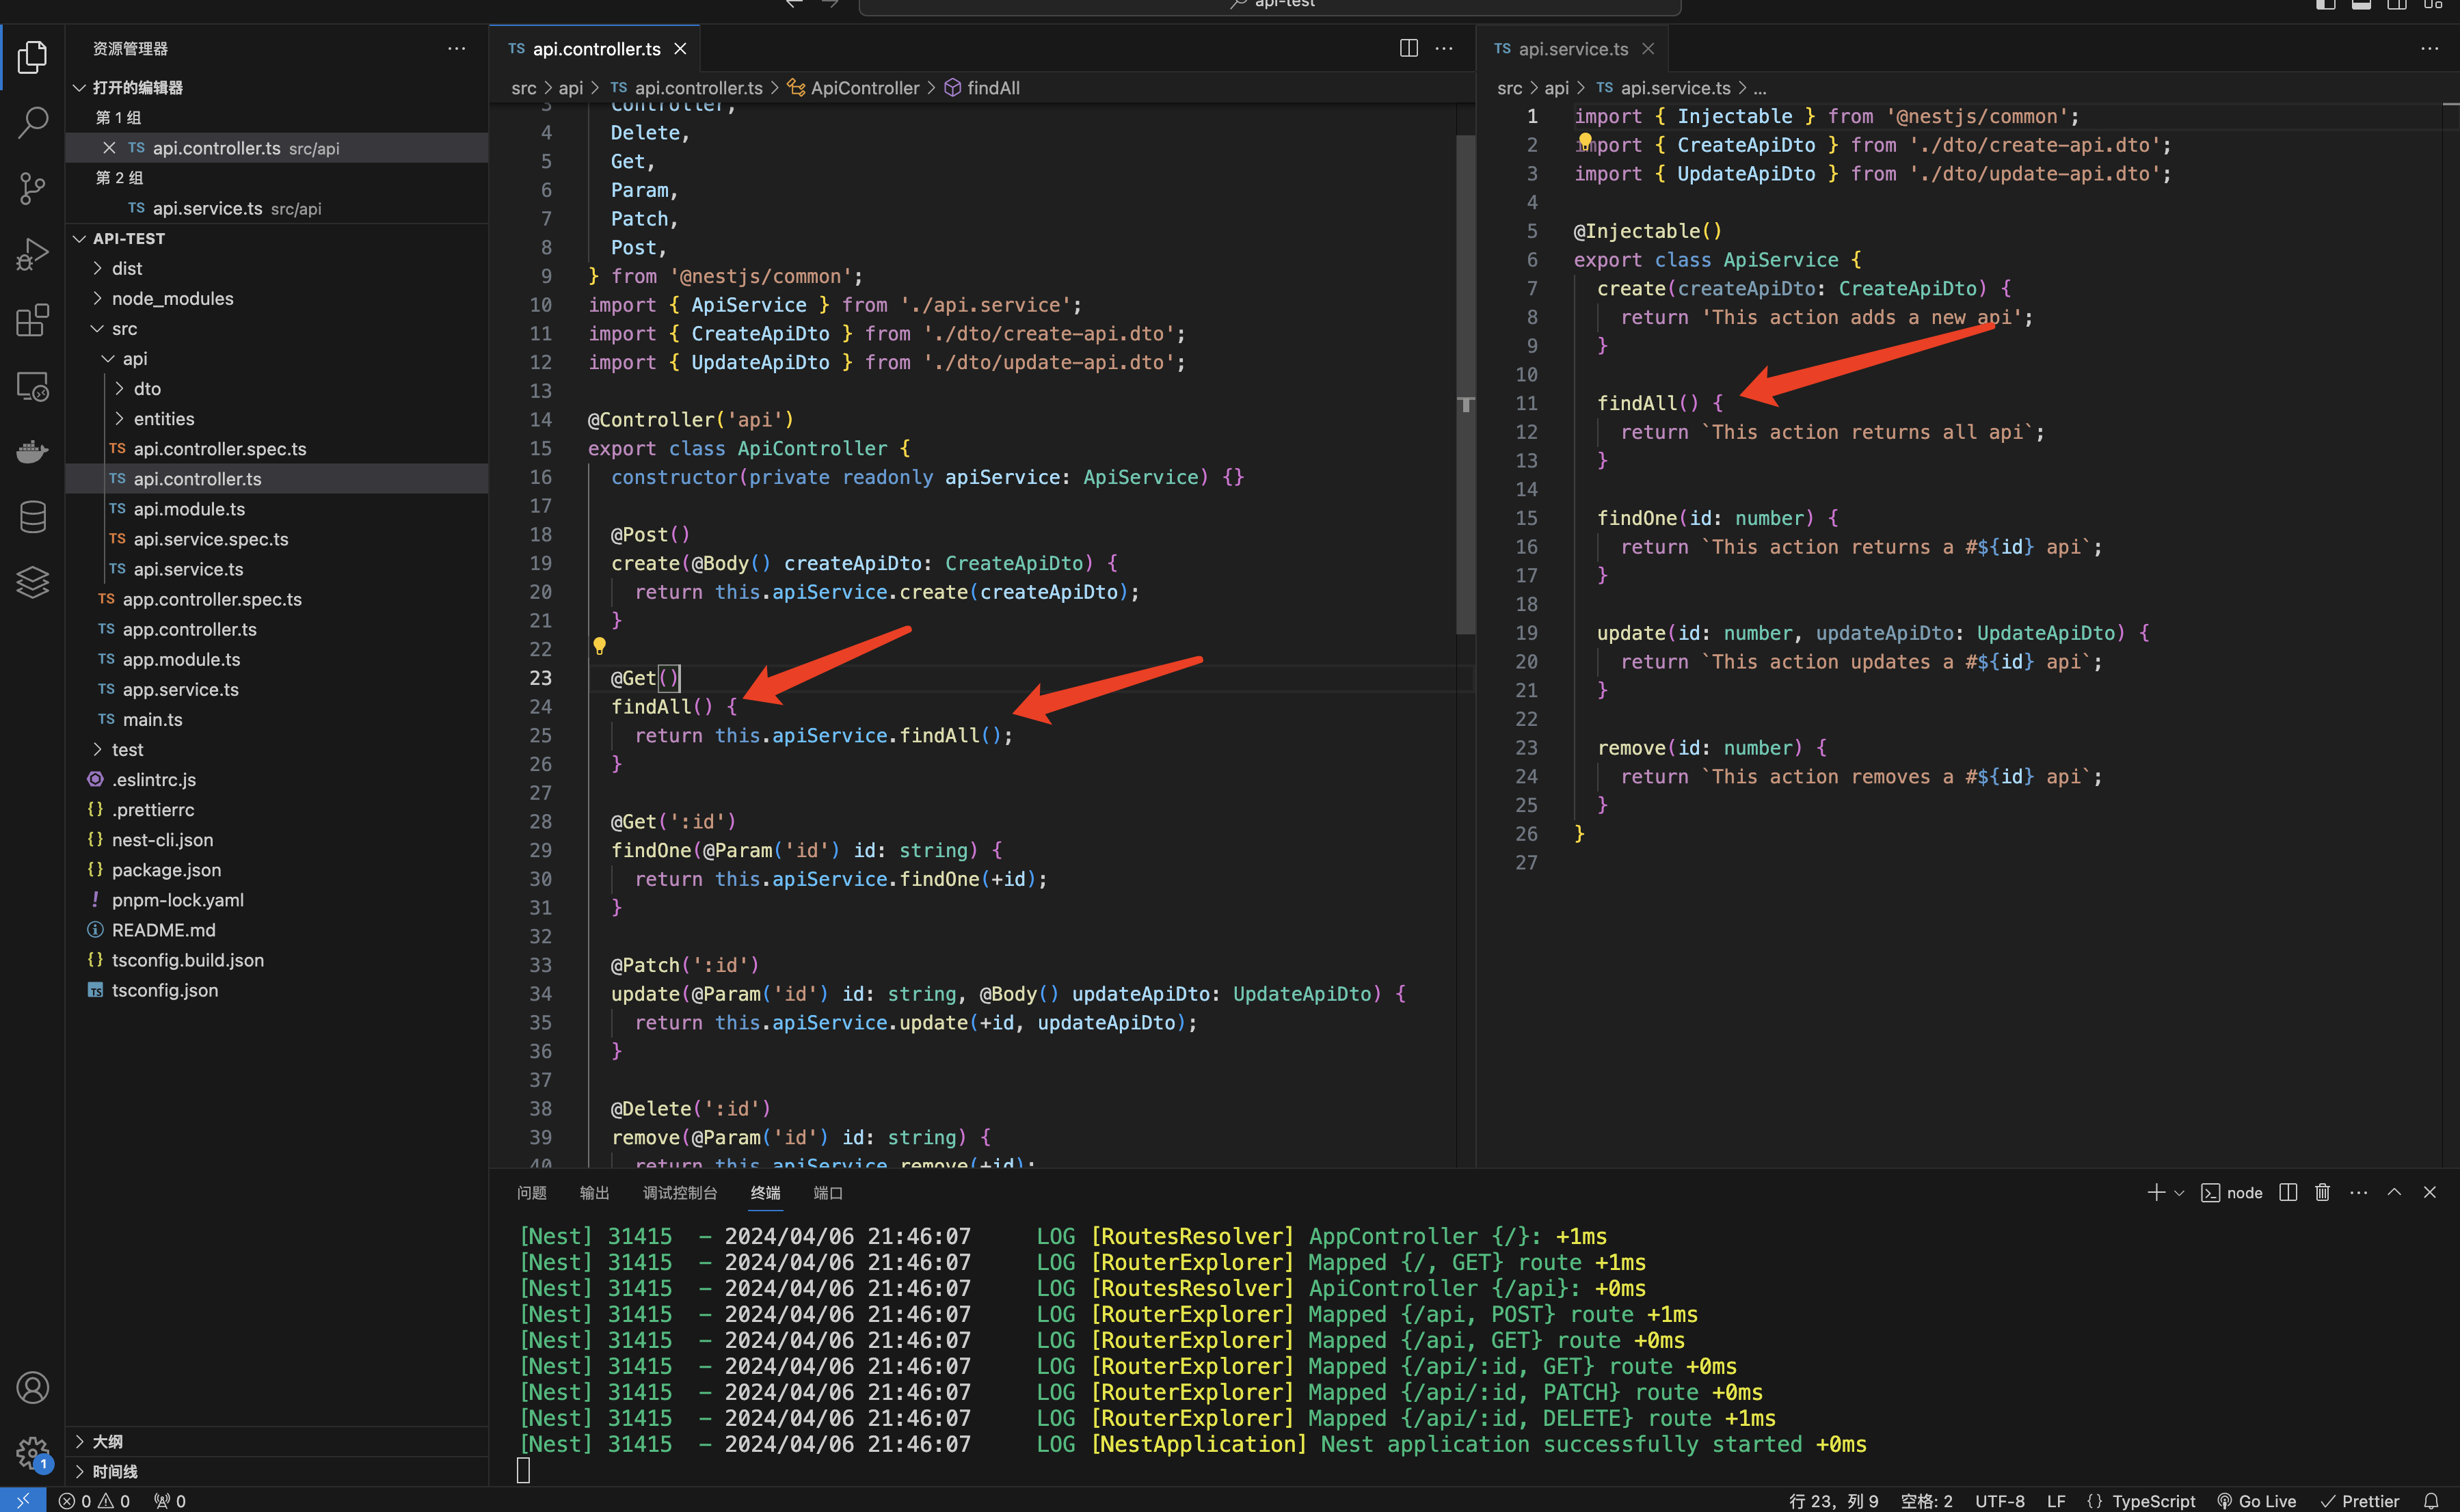 api-test
资源管理器
打开的编辑器
第 1 组
TS api.controller.ts src/api
第 2 组
TS api.service.ts src/api
API-TEST
dist
node_modules
src
api
dto
entities
TS api.controller.spec.ts
TS api.controller.ts
TS api.module.ts
TS api.service.spec.ts
TS api.service.ts
TS app.controller.spec.ts
TS app.controller.ts
TS app.module.ts
TS app.service.ts
TS main.ts
test
.eslintrc.js
{} .prettierrc
{} nest-cli.json
{} package.json
! pnpm-lock.yaml
README.md
{} tsconfig.build.json
TS tsconfig.json
大纲
时间线
1
TS api.controller.ts
src > api > TS api.controller.ts > ApiController > findAll
3 Controller,
4 Delete,
5 Get,
6 Param,
7 Patch,
8 Post,
9 } from '@nestjs/common';
10 import { ApiService } from './api.service';
11 import { CreateApiDto } from './dto/create-api.dto';
12 import { UpdateApiDto } from './dto/update-api.dto';
13
14 @Controller('api')
15 export class ApiController {
16 constructor(private readonly apiService: ApiService) {}
17
18 @Post()
19 create(@Body() createApiDto: CreateApiDto) {
20 return this.apiService.create(createApiDto);
21 }
22
23 @Get()
24 findAll() {
25 return this.apiService.findAll();
26 }
27
28 @Get(':id')
29 findOne(@Param('id') id: string) {
30 return this.apiService.findOne(+id);
31 }
32
33 @Patch(':id')
34 update(@Param('id') id: string, @Body() updateApiDto: UpdateApiDto) {
35 return this.apiService.update(+id, updateApiDto);
36 }
37
38 @Delete(':id')
39 remove(@Param('id') id: string) {
40 return this.apiService.remove(+id);
TS api.service.ts
src > api > TS api.service.ts > ...
1 import { Injectable } from '@nestjs/common';
2 import { CreateApiDto } from './dto/create-api.dto';
3 import { UpdateApiDto } from './dto/update-api.dto';
4
5 @Injectable()
6 export class ApiService {
7 create(createApiDto: CreateApiDto) {
8 return 'This action adds a new api';
9 }
10
11 findAll() {
12 return `This action returns all api`;
13 }
14
15 findOne(id: number) {
16 return `This action returns a #${id} api`;
17 }
18
19 update(id: number, updateApiDto: UpdateApiDto) {
20 return `This action updates a #${id} api`;
21 }
22
23 remove(id: number) {
24 return `This action removes a #${id} api`;
25 }
26 }
27
问题 输出 调试控制台 终端 端口
node
[Nest] 31415 - 2024/04/06 21:46:07 LOG [RoutesResolver] AppController {/}: +1ms
[Nest] 31415 - 2024/04/06 21:46:07 LOG [RouterExplorer] Mapped {/, GET} route +1ms
[Nest] 31415 - 2024/04/06 21:46:07 LOG [RoutesResolver] ApiController {/api}: +0ms
[Nest] 31415 - 2024/04/06 21:46:07 LOG [RouterExplorer] Mapped {/api, POST} route +1ms
[Nest] 31415 - 2024/04/06 21:46:07 LOG [RouterExplorer] Mapped {/api, GET} route +0ms
[Nest] 31415 - 2024/04/06 21:46:07 LOG [RouterExplorer] Mapped {/api/:id, GET} route +0ms
[Nest] 31415 - 2024/04/06 21:46:07 LOG [RouterExplorer] Mapped {/api/:id, PATCH} route +0ms
[Nest] 31415 - 2024/04/06 21:46:07 LOG [RouterExplorer] Mapped {/api/:id, DELETE} route +1ms
[Nest] 31415 - 2024/04/06 21:46:07 LOG [NestApplication] Nest application successfully started +0ms
0 0 0
行 23，列 9 空格: 2 UTF-8 LF {} TypeScript Go Live Prettier